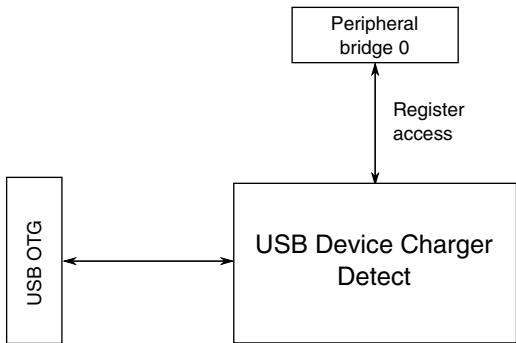 Peripheral
bridge 0
Register
access
USB OTG
USB Device Charger
Detect